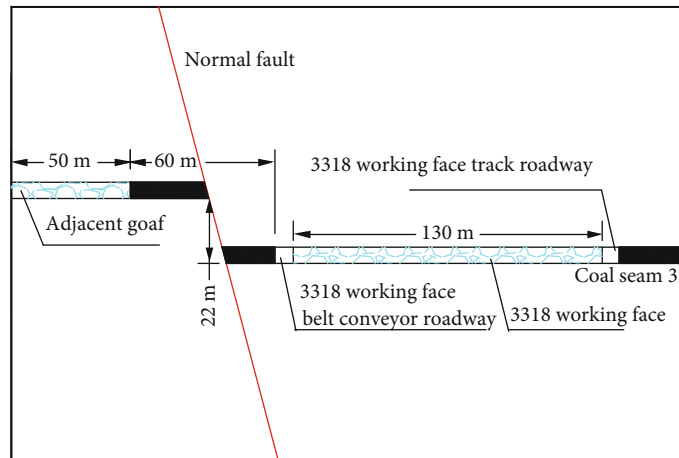 Normal fault
50 m
60 m
3318 working face track roadway
Adjacent goaf
130 m
22 m
Coal seam 3
3318 working face
belt conveyor roadway
3318 working face